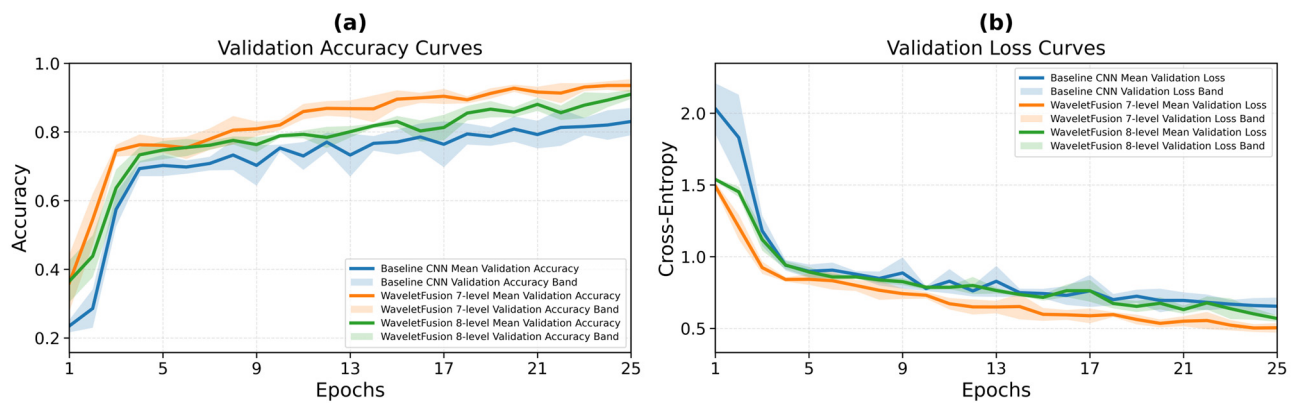 (a)
Validation Accuracy Curves
1.0
0.8
0.6
0.4
0.2
Accuracy
Baseline CNN Mean Validation Accuracy
Baseline CNN Validation Accuracy Band
WaveletFusion 7-level Mean Validation Accuracy
WaveletFusion 7-level Validation Accuracy Band
WaveletFusion 8-level Mean Validation Accuracy
WaveletFusion 8-level Validation Accuracy Band
1 5 9 13 17 21 25
Epochs
(b)
Validation Loss Curves
2.0
1.5
1.0
0.5
Cross-Entropy
Baseline CNN Mean Validation Loss
Baseline CNN Validation Loss Band
WaveletFusion 7-level Mean Validation Loss
WaveletFusion 7-level Validation Loss Band
WaveletFusion 8-level Mean Validation Loss
WaveletFusion 8-level Validation Loss Band
1 5 9 13 17 21 25
Epochs